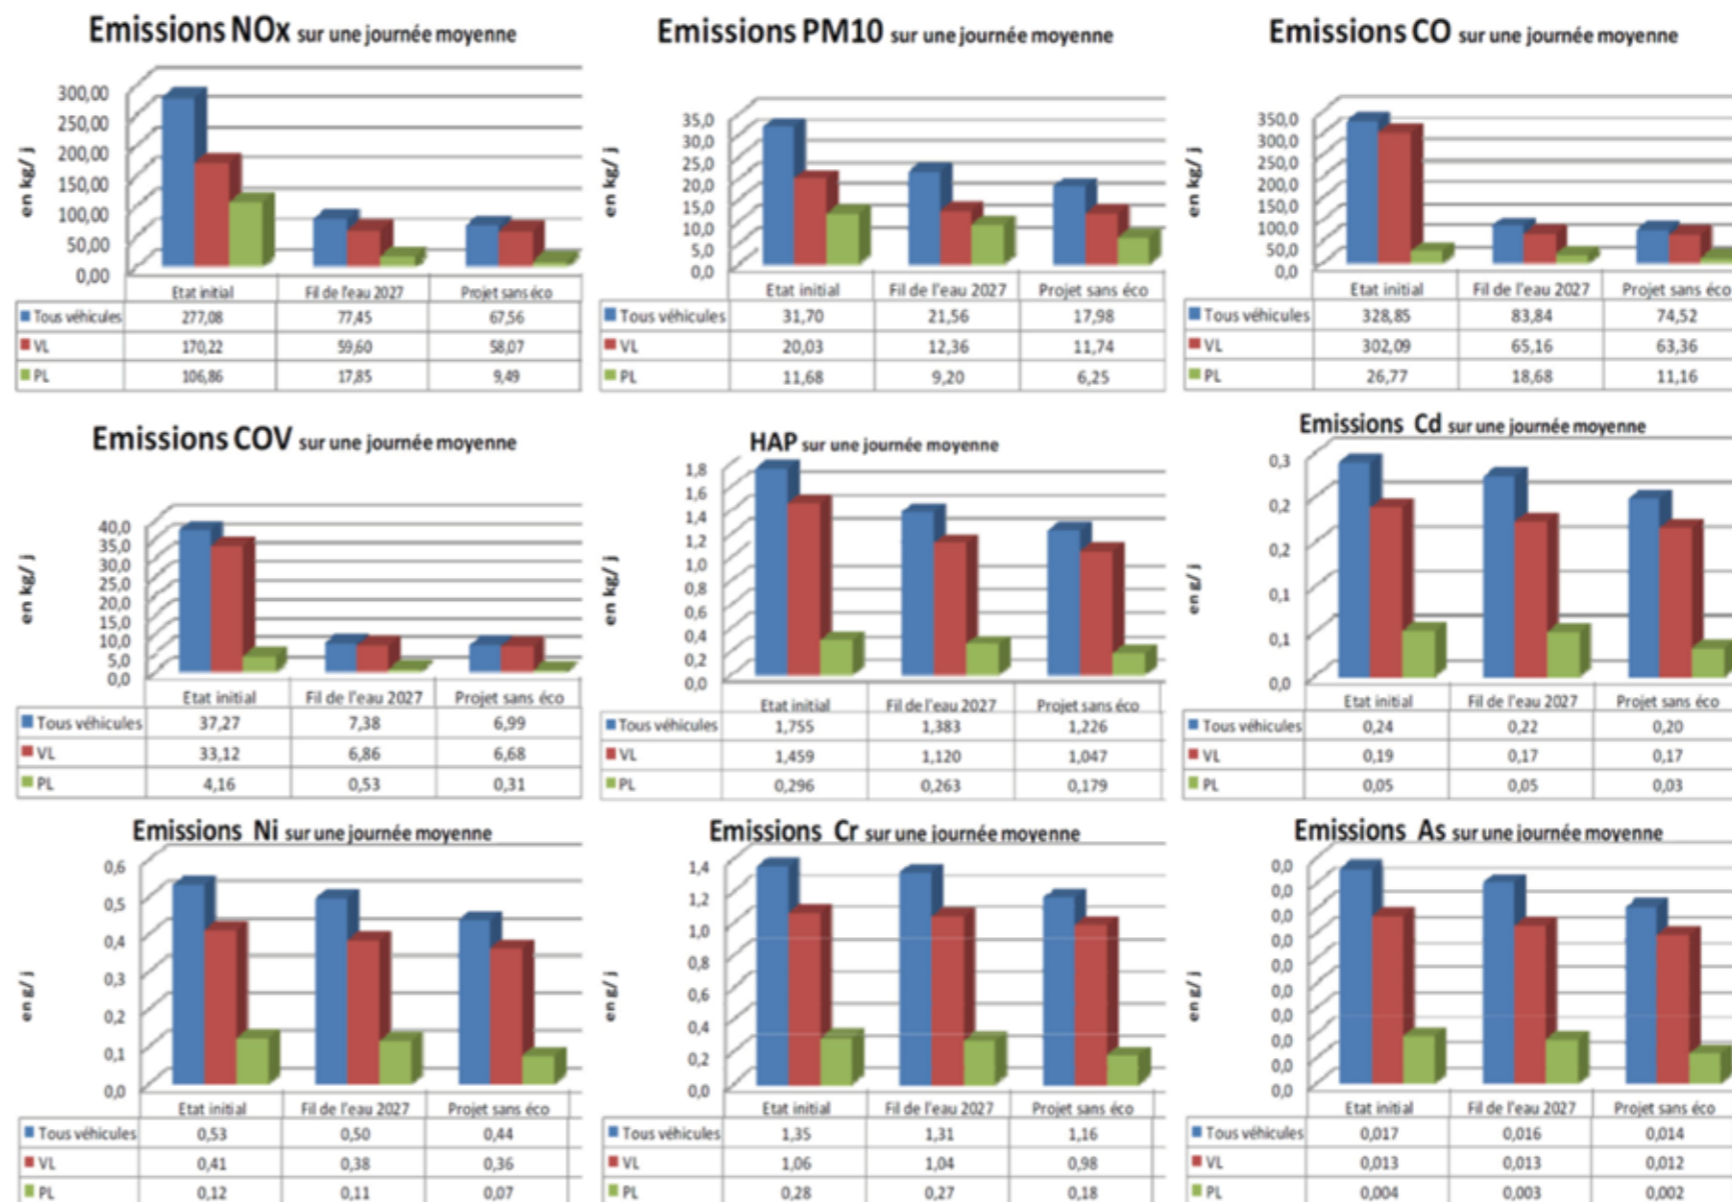 Emissions NOx sur une journée moyenne
en kg/ j
300,00
250,00
200,00
150,00
100,00
50,00
0,00
Etat initial Fil de l'eau 2027 Projet sans éco
Tous véhicules 277,08 77,45 67,56
VL 170,22 59,60 58,07
PL 106,86 17,85 9,49
Emissions PM10 sur une journée moyenne
en kg/ j
35,0
30,0
25,0
20,0
15,0
10,0
5,0
0,0
Etat initial Fil de l'eau 2027 Projet sans éco
Tous véhicules 31,70 21,56 17,98
VL 20,03 12,36 11,74
PL 11,68 9,20 6,25
Emissions CO sur une journée moyenne
en kg/ j
350,0
300,0
250,0
200,0
150,0
100,0
50,0
0,0
Etat initial Fil de l'eau 2027 Projet sans éco
Tous véhicules 328,85 83,84 74,52
VL 302,09 65,16 63,36
PL 26,77 18,68 11,16
Emissions COV sur une journée moyenne
en kg/ j
40,0
35,0
30,0
25,0
20,0
15,0
10,0
5,0
0,0
Etat initial Fil de l'eau 2027 Projet sans éco
Tous véhicules 37,27 7,38 6,99
VL 33,12 6,86 6,68
PL 4,16 0,53 0,31
HAP sur une journée moyenne
en kg/ j
1,8
1,6
1,4
1,2
1,0
0,8
0,6
0,4
0,2
0,0
Etat initial Fil de l'eau 2027 Projet sans éco
Tous véhicules 1,755 1,383 1,226
VL 1,459 1,120 1,047
PL 0,296 0,263 0,179
Emissions Cd sur une journée moyenne
en g/ j
0,3
0,2
0,2
0,1
0,1
0,0
Etat initial Fil de l'eau 2027 Projet sans éco
Tous véhicules 0,24 0,22 0,20
VL 0,19 0,17 0,17
PL 0,05 0,05 0,03
Emissions Ni sur une journée moyenne
en g/ j
0,6
0,5
0,4
0,3
0,2
0,1
0,0
Etat initial Fil de l'eau 2027 Projet sans éco
Tous véhicules 0,53 0,50 0,44
VL 0,41 0,38 0,36
PL 0,12 0,11 0,07
Emissions Cr sur une journée moyenne
en g/ j
1,4
1,2
1,0
0,8
0,6
0,4
0,2
0,0
Etat initial Fil de l'eau 2027 Projet sans éco
Tous véhicules 1,35 1,31 1,16
VL 1,06 1,04 0,98
PL 0,28 0,27 0,18
Emissions As sur une journée moyenne
en g/ j
0,0
0,0
0,0
0,0
0,0
0,0
0,0
0,0
0,0
0,0
Etat initial Fil de l'eau 2027 Projet sans éco
Tous véhicules 0,017 0,016 0,014
VL 0,013 0,013 0,012
PL 0,004 0,003 0,002